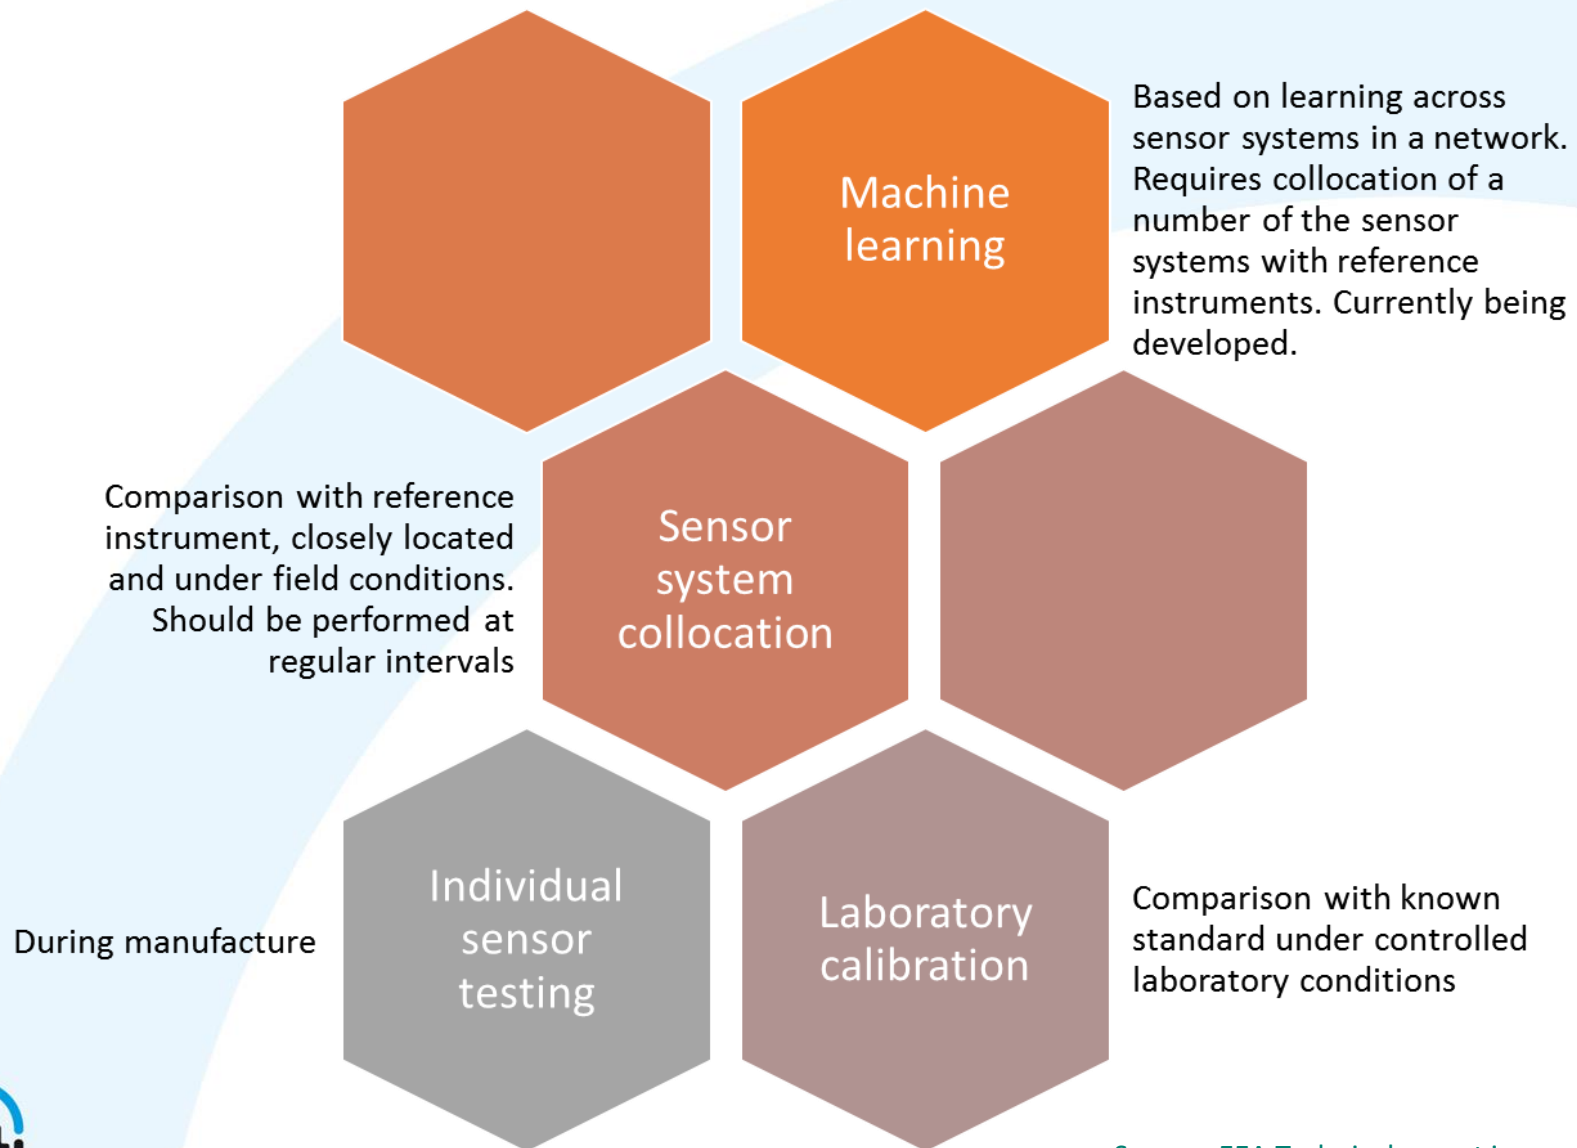 Machine
learning
Based on learning across
sensor systems in a network.
Requires collocation of a
number of the sensor
systems with reference
instruments. Currently being
developed.
Comparison with reference
instrument, closely located
and under field conditions.
Should be performed at
regular intervals
Sensor
system
collocation
During manufacture
Individual
sensor
testing
Laboratory
calibration
Comparison with known
standard under controlled
laboratory conditions